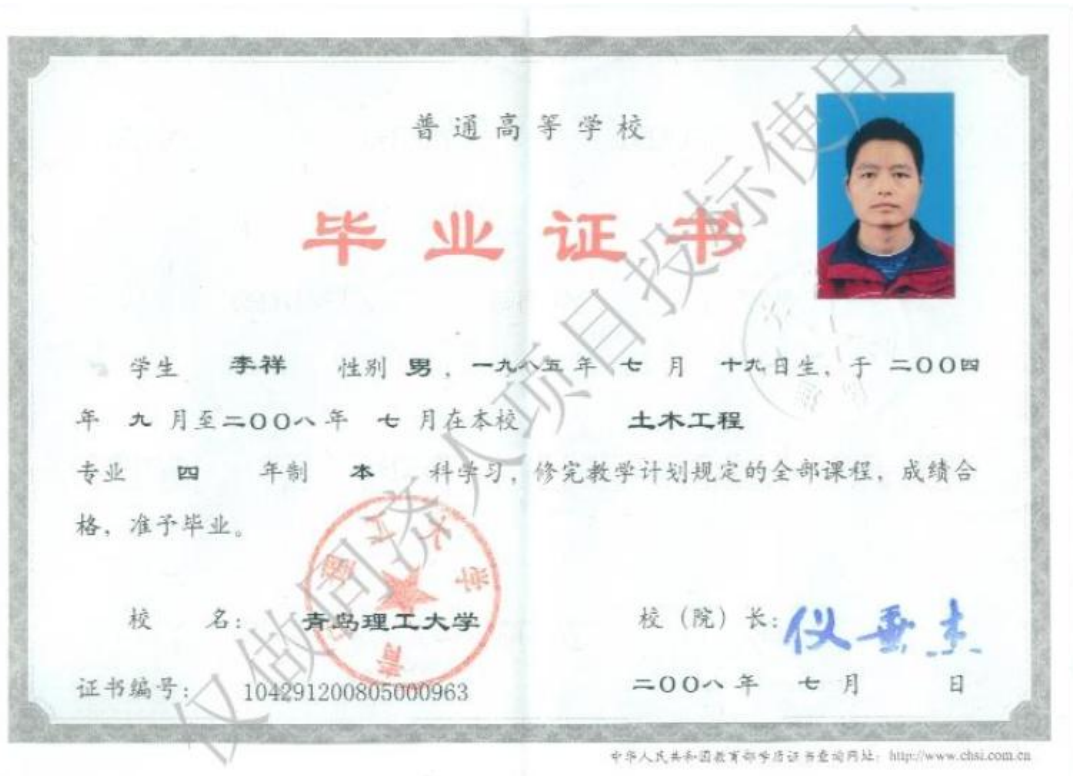 普通高等学校
毕业证书
学生 李祥 性别 男，一九八五年 七 月 十九日生，于 二〇〇四
年 九 月至二〇〇八年 七 月在本校 土木工程
专业 四 年制 本 科学习，修完教学计划规定的全部课程，成绩合
格，准予毕业。
校 名： 青岛理工大学
校（院）长：仪垂杰
证书编号： 104291200805000963
二〇〇八年 七 月 日
中华人民共和国教育部学历证书查询网址：http://www.chsi.com.cn
仅做同济人项目投标使用